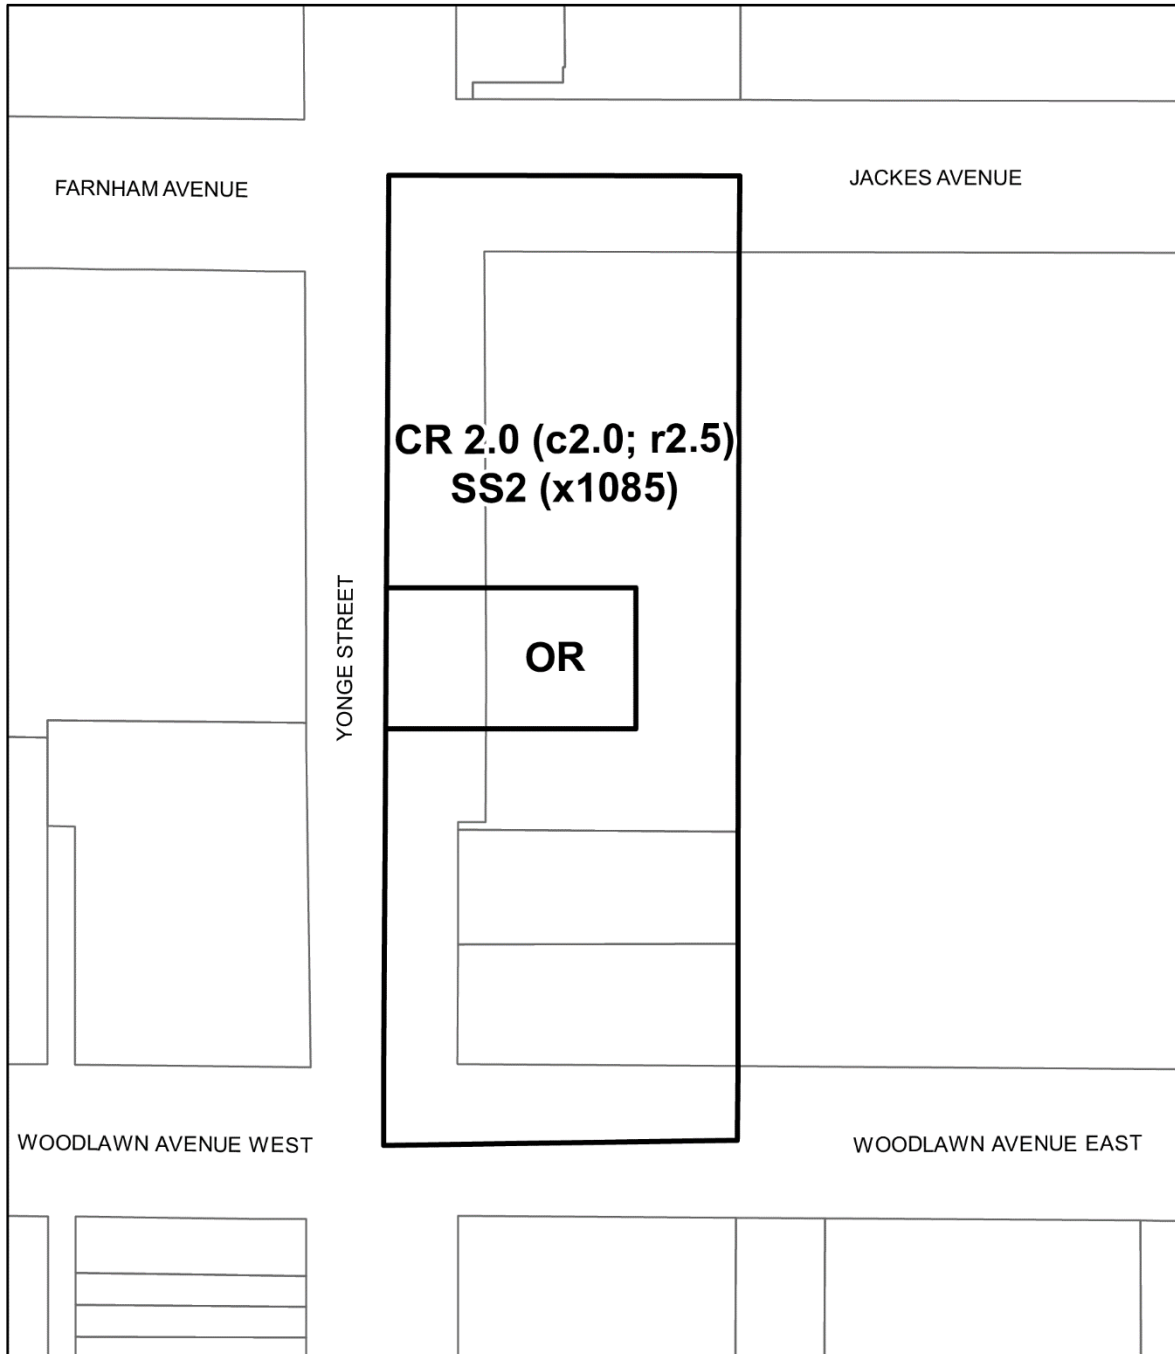 FARNHAM AVENUE
JACKES AVENUE
CR 2.0 (c2.0; r2.5)
SS2 (x1085)
YONGE STREET
OR
WOODLAWN AVENUE WEST
WOODLAWN AVENUE EAST